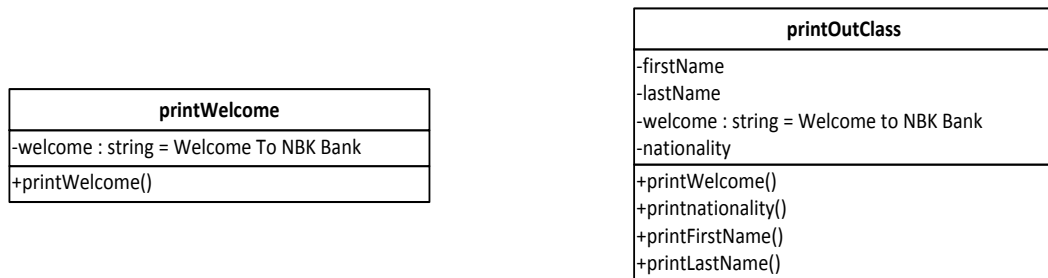 printWelcome
-welcome : string = Welcome To NBK Bank
+printWelcome()
printOutClass
-firstName
-lastName
-welcome : string = Welcome to NBK Bank
-nationality
+printWelcome()
+printnationality()
+printFirstName()
+printLastName()